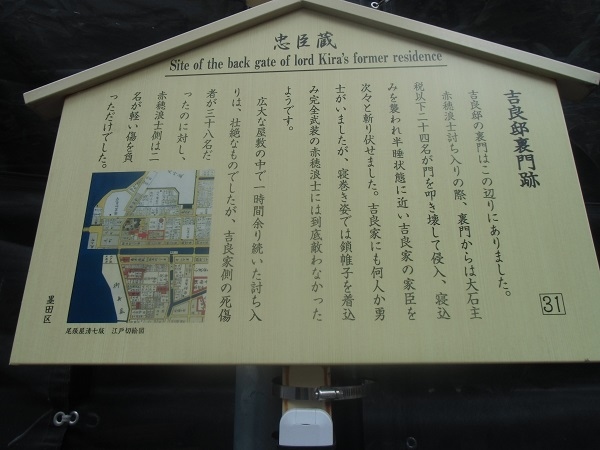 忠臣蔵
Site of the back gate of lord Kira's former residence
吉良邸裏門跡
吉良邸の裏門はこの辺りにありました。
赤穂浪士討ち入りの際、裏門からは大石主
税以下二十四名が門を叩き壊して侵入、寝込
みを襲われ半睡状態に近い吉良家の家臣を
次々と斬り伏せました。吉良家にも何人か勇
士がいましたが、寝巻き姿では鎖帷子を着込
み完全武装の赤穂浪士には到底敵わなかった
ようです。
広大な屋敷の中で一時間余り続いた討ち入
りは、壮絶なものでしたが、吉良家側の死傷
者が三十八名だ
ったのに対し、
赤穂浪士側は二
名が軽い傷を負
っただけでした。
31
尾張屋清七版 江戸切絵図
墨田区